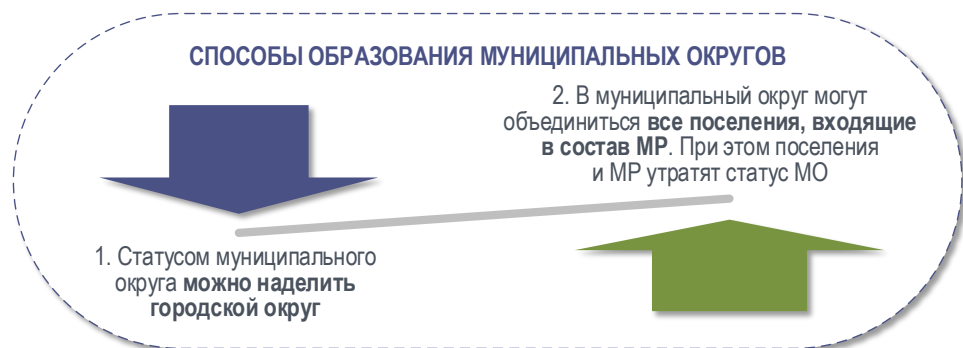 СПОСОБЫ ОБРАЗОВАНИЯ МУНИЦИПАЛЬНЫХ ОКРУГОВ
1. Статусом муниципального
округа можно наделить
городской округ
2. В муниципальный округ могут
объединиться все поселения, входящие
в состав МР. При этом поселения
и МР утратят статус МО